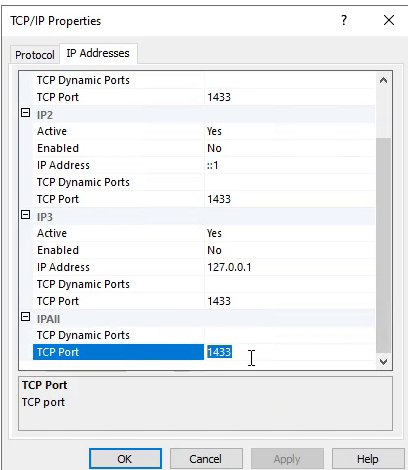 TCP/IP Properties
Protocol IP Addresses
TCP Dynamic Ports
TCP Port 1433
IP2
Active Yes
Enabled No
IP Address ::1
TCP Dynamic Ports
TCP Port 1433
IP3
Active Yes
Enabled No
IP Address 127.0.0.1
TCP Dynamic Ports
TCP Port 1433
IPAll
TCP Dynamic Ports
TCP Port 1433
TCP Port
TCP port
OK Cancel Apply Help